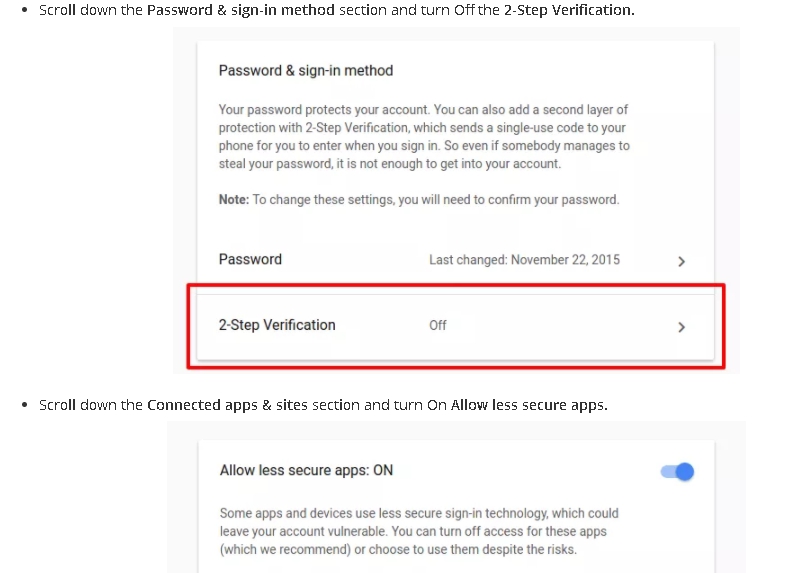 Scroll down the Password & sign-in method section and turn Off the 2-Step Verification.
Password & sign-in method
Your password protects your account. You can also add a second layer of
protection with 2-Step Verification, which sends a single-use code to your
phone for you to enter when you sign in. So even if somebody manages to
steal your password, it is not enough to get into your account.
Note: To change these settings, you will need to confirm your password.
Password Last changed: November 22, 2015
2-Step Verification Off
Scroll down the Connected apps & sites section and turn On Allow less secure apps.
Allow less secure apps: ON
Some apps and devices use less secure sign-in technology, which could
leave your account vulnerable. You can turn off access for these apps
(which we recommend) or choose to use them despite the risks.